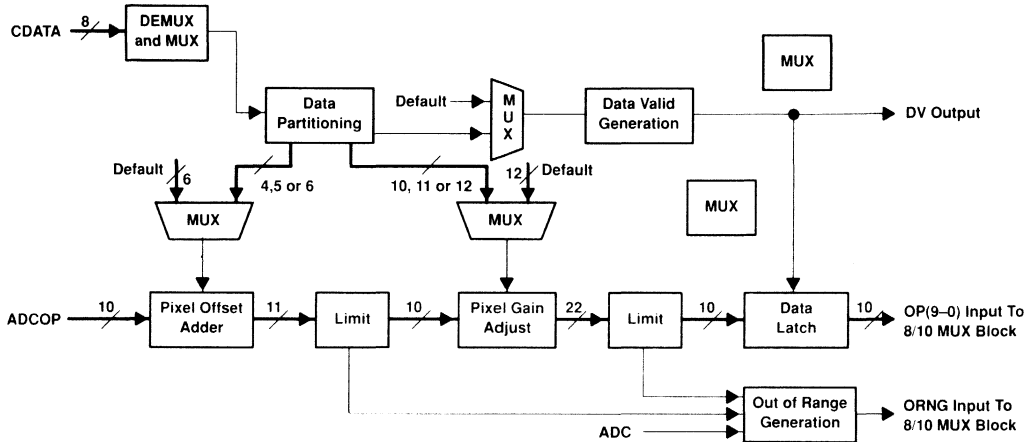 CDATA
8
DEMUX
and MUX
MUX
Data
Partitioning
Default
M
U
X
Data Valid
Generation
DV Output
Default
6
4,5 or 6
10, 11 or 12
12
Default
MUX
MUX
MUX
ADCOP
10
Pixel Offset
Adder
11
Limit
10
Pixel Gain
Adjust
22
Limit
10
Data
Latch
10
OP(9–0) Input To
8/10 MUX Block
ADC
Out of Range
Generation
ORNG Input To
8/10 MUX Block